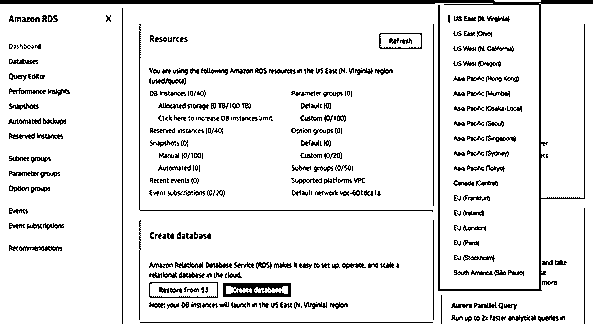 Amazon RDS X
Dashboard
Databases
Query Editor
Performance Insights
Snapshots
Automated backups
Reserved instances
Subnet groups
Parameter groups
Option groups
Events
Event subscriptions
Recommendations
Resources
Refresh
You are using the following Amazon RDS resources in the US East (N. Virginia) region
(used/quota)
DB Instances (0/40)
Allocated storage (0 TB/100 TB)
Click here to increase DB instances limit
Reserved instances (0/40)
Snapshots (0)
Manual (0/100)
Automated (0)
Recent events (0)
Event subscriptions (0/20)
Parameter groups (0)
Default (0)
Custom (0/100)
Option groups (0)
Default (0)
Custom (0/20)
Subnet groups (0/50)
Supported platforms VPC
Default network vpc-601dca1a
Create database
Amazon Relational Database Service (RDS) makes it easy to set up, operate, and scale a
relational database in the cloud.
Restore from S3
Create database
Note: your DB instances will launch in the US East (N. Virginia) region
US East (N. Virginia)
US East (Ohio)
US West (N. California)
US West (Oregon)
Asia Pacific (Hong Kong)
Asia Pacific (Mumbai)
Asia Pacific (Osaka-Local)
Asia Pacific (Seoul)
Asia Pacific (Singapore)
Asia Pacific (Sydney)
Asia Pacific (Tokyo)
Canada (Central)
EU (Frankfurt)
EU (Ireland)
EU (London)
EU (Paris)
EU (Stockholm)
South America (São Paulo)
and take
more
Aurora Parallel Query
Run up to 2x faster analytical queries in